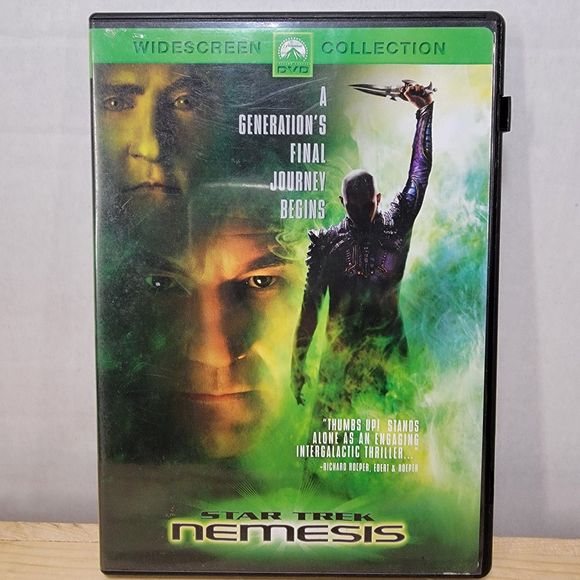 WIDESCREEN COLLECTION
DVD
A
GENERATION'S
FINAL
JOURNEY
BEGINS
"THUMBS UP! STANDS
ALONE AS AN ENGAGING
INTERGALACTIC THRILLER..."
-RICHARD ROEPER, EBERT & ROEPER
STAR TREK
NEMESIS